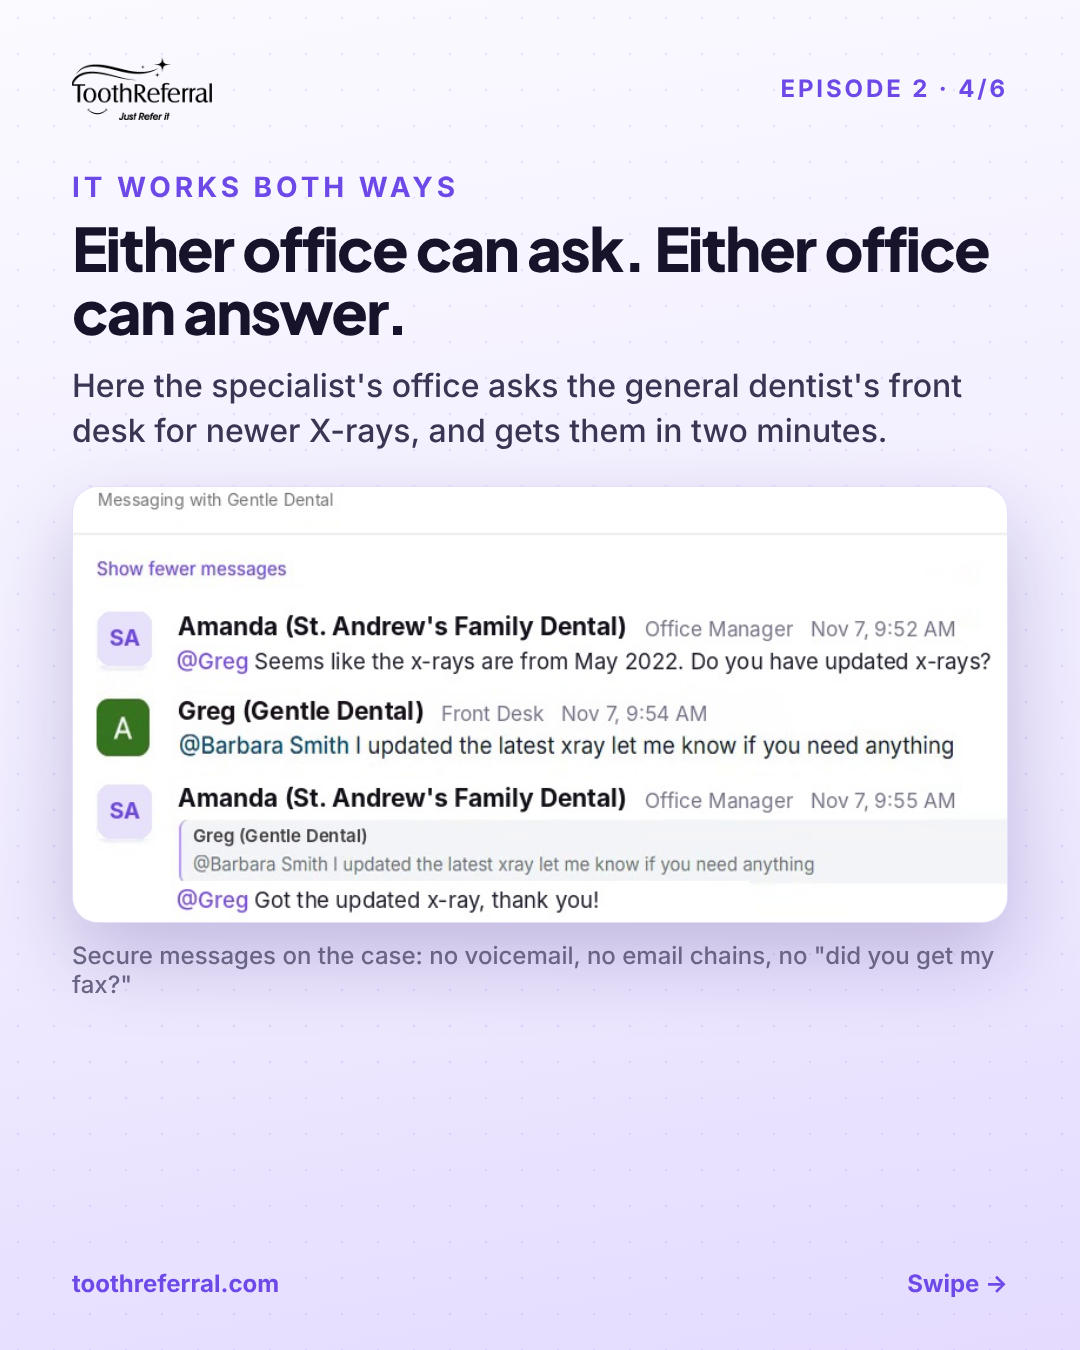 ToothReferral
Just Refer it
EPISODE 2 · 4/6
IT WORKS BOTH WAYS
Either office can ask. Either office
can answer.
Here the specialist's office asks the general dentist's front
desk for newer X-rays, and gets them in two minutes.
Messaging with Gentle Dental
Show fewer messages
SA
Amanda (St. Andrew's Family Dental) Office Manager Nov 7, 9:52 AM
@Greg Seems like the x-rays are from May 2022. Do you have updated x-rays?
A
Greg (Gentle Dental) Front Desk Nov 7, 9:54 AM
@Barbara Smith I updated the latest xray let me know if you need anything
SA
Amanda (St. Andrew's Family Dental) Office Manager Nov 7, 9:55 AM
Greg (Gentle Dental)
@Barbara Smith I updated the latest xray let me know if you need anything
@Greg Got the updated x-ray, thank you!
Secure messages on the case: no voicemail, no email chains, no "did you get my
fax?"
toothreferral.com
Swipe →